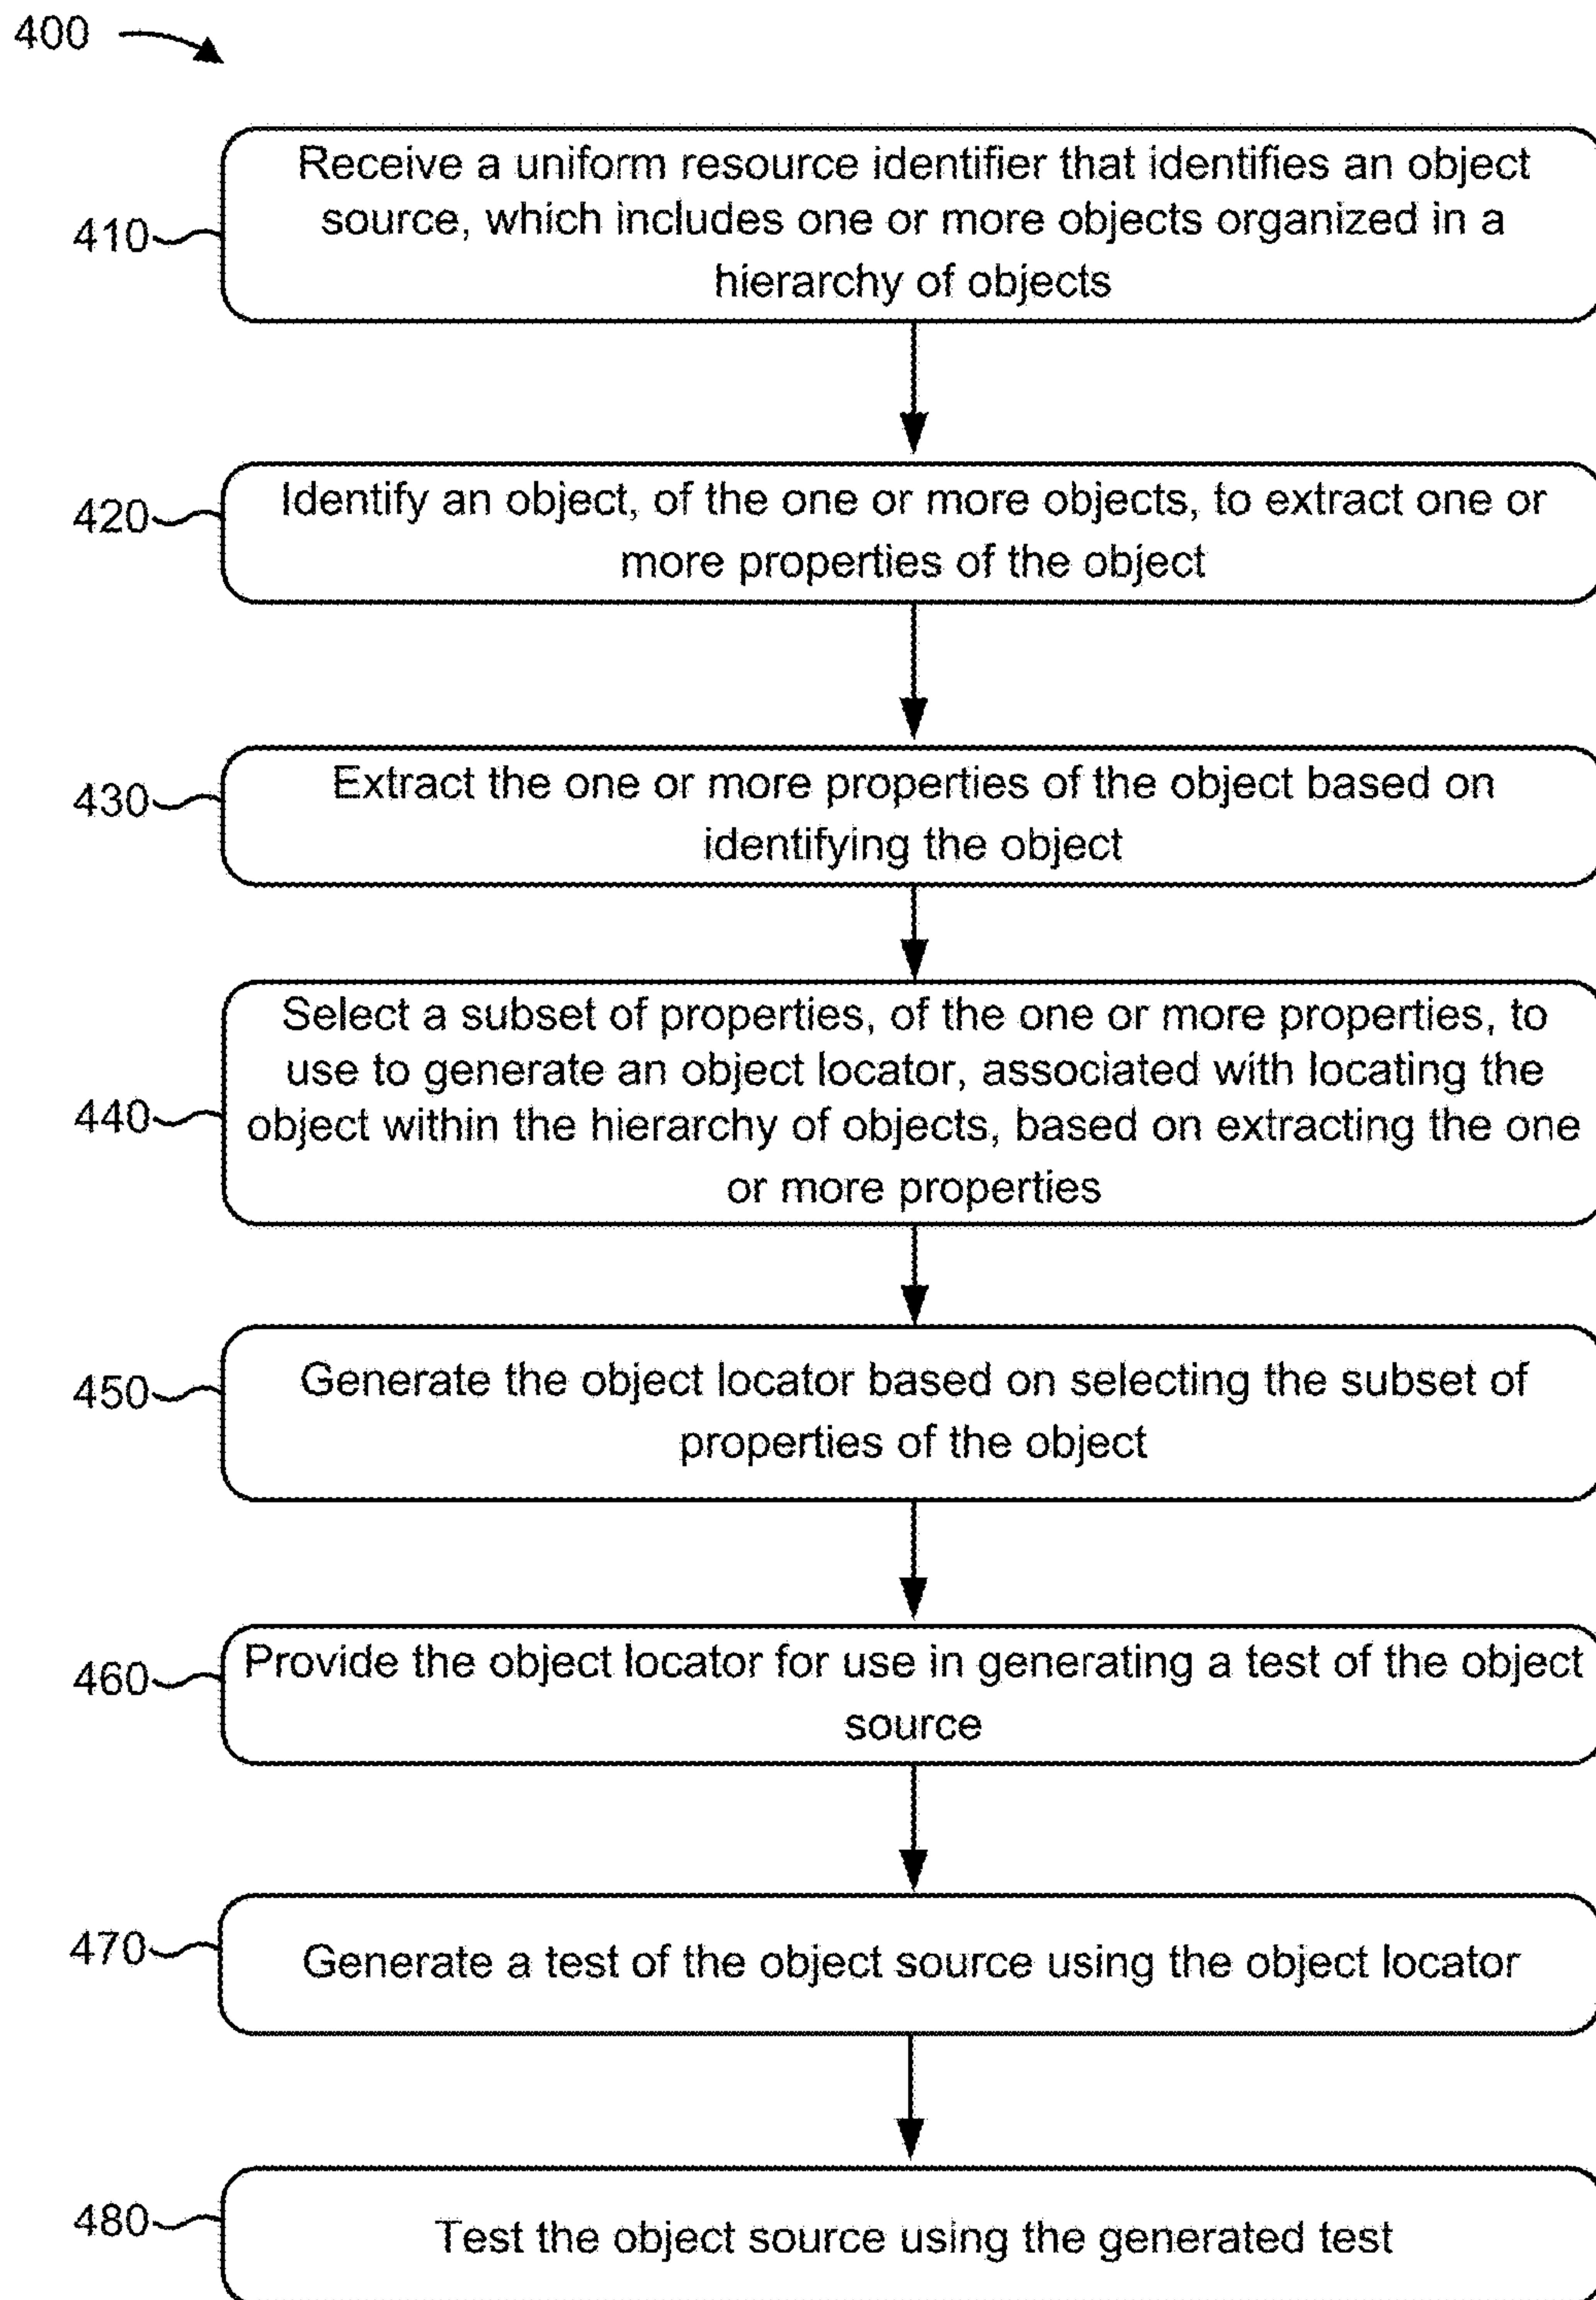 400
Receive a uniform resource identifier that identifies an object
source, which includes one or more objects organized in a
hierarchy of objects
410
Identify an object, of the one or more objects, to extract one or
more properties of the object
420
Extract the one or more properties of the object based on
identifying the object
430
Select a subset of properties, of the one or more properties, to
use to generate an object locator, associated with locating the
object within the hierarchy of objects, based on extracting the one
or more properties
440
Generate the object locator based on selecting the subset of
properties of the object
450
Provide the object locator for use in generating a test of the object
source
460
Generate a test of the object source using the object locator
470
Test the object source using the generated test
480